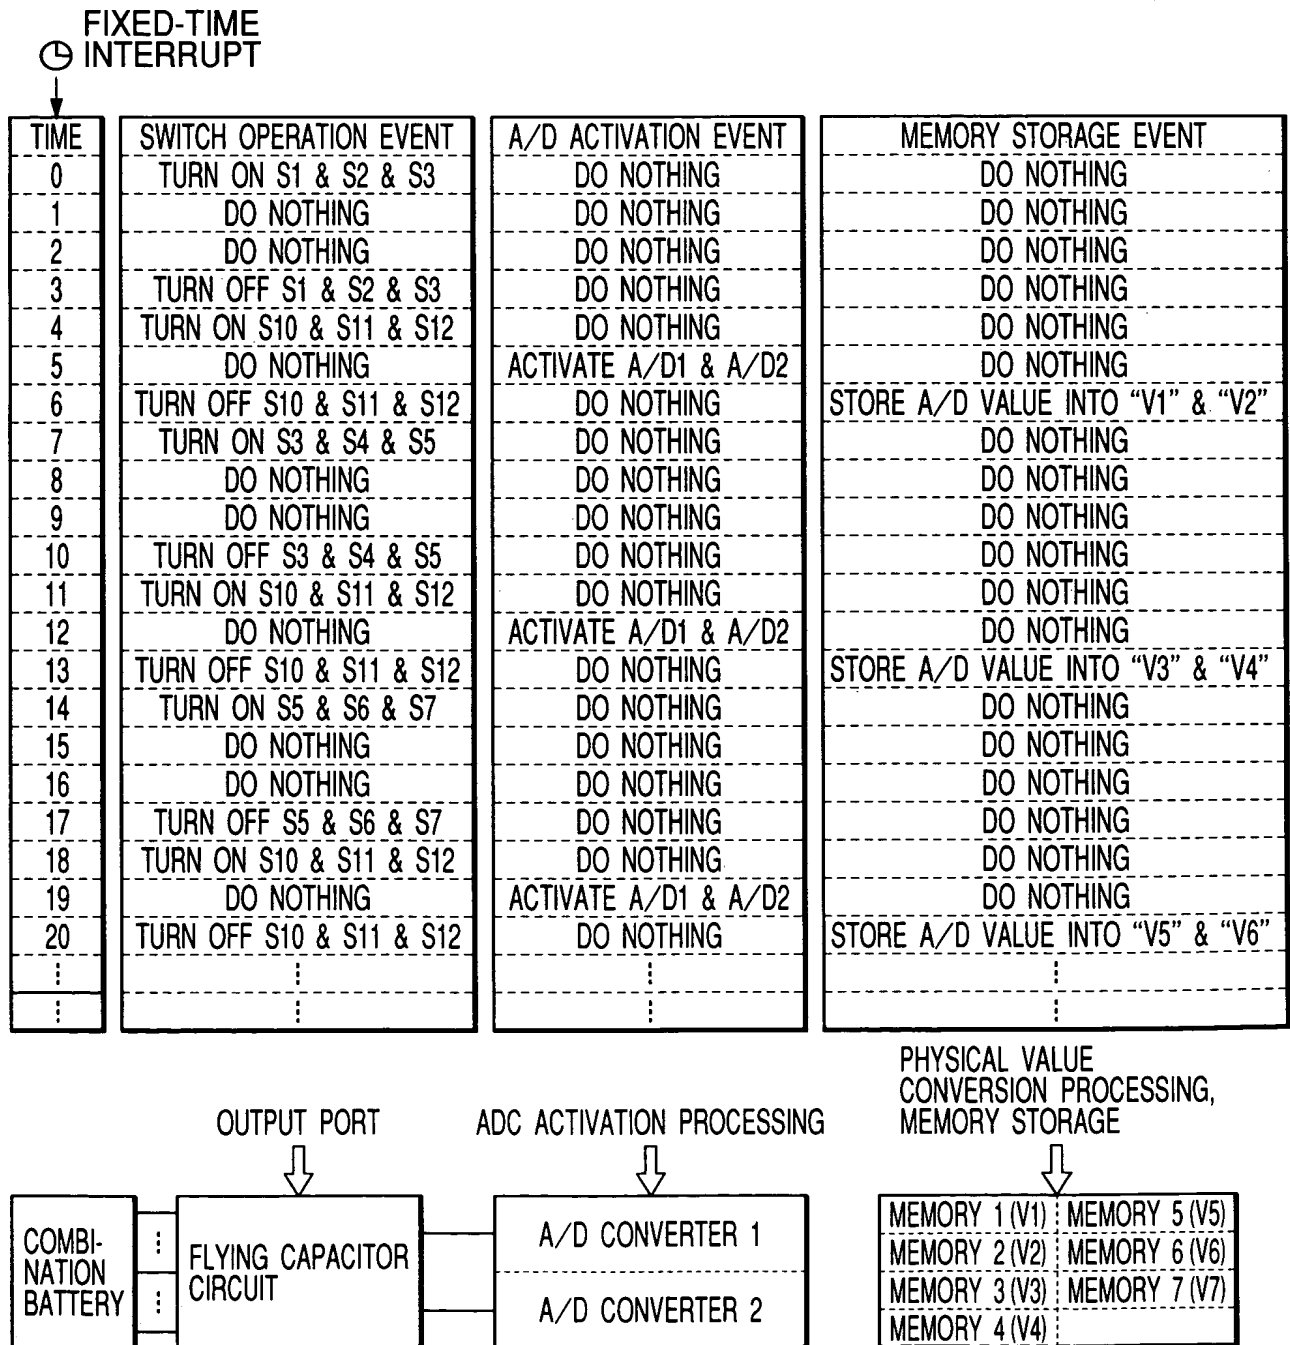 FIXED-TIME
INTERRUPT
TIME SWITCH OPERATION EVENT A/D ACTIVATION EVENT MEMORY STORAGE EVENT
0 TURN ON S1 & S2 & S3 DO NOTHING DO NOTHING
1 DO NOTHING DO NOTHING DO NOTHING
2 DO NOTHING DO NOTHING DO NOTHING
3 TURN OFF S1 & S2 & S3 DO NOTHING DO NOTHING
4 TURN ON S10 & S11 & S12 DO NOTHING DO NOTHING
5 DO NOTHING ACTIVATE A/D1 & A/D2 DO NOTHING
6 TURN OFF S10 & S11 & S12 DO NOTHING STORE A/D VALUE INTO “V1” & “V2”
7 TURN ON S3 & S4 & S5 DO NOTHING DO NOTHING
8 DO NOTHING DO NOTHING DO NOTHING
9 DO NOTHING DO NOTHING DO NOTHING
10 TURN OFF S3 & S4 & S5 DO NOTHING DO NOTHING
11 TURN ON S10 & S11 & S12 DO NOTHING DO NOTHING
12 DO NOTHING ACTIVATE A/D1 & A/D2 DO NOTHING
13 TURN OFF S10 & S11 & S12 DO NOTHING STORE A/D VALUE INTO “V3” & “V4”
14 TURN ON S5 & S6 & S7 DO NOTHING DO NOTHING
15 DO NOTHING DO NOTHING DO NOTHING
16 DO NOTHING DO NOTHING DO NOTHING
17 TURN OFF S5 & S6 & S7 DO NOTHING DO NOTHING
18 TURN ON S10 & S11 & S12 DO NOTHING DO NOTHING
19 DO NOTHING ACTIVATE A/D1 & A/D2 DO NOTHING
20 TURN OFF S10 & S11 & S12 DO NOTHING STORE A/D VALUE INTO “V5” & “V6”
OUTPUT PORT
ADC ACTIVATION PROCESSING
PHYSICAL VALUE
CONVERSION PROCESSING,
MEMORY STORAGE
COMBI-
NATION
BATTERY
FLYING CAPACITOR
CIRCUIT
A/D CONVERTER 1
A/D CONVERTER 2
MEMORY 1 (V1) MEMORY 5 (V5)
MEMORY 2 (V2) MEMORY 6 (V6)
MEMORY 3 (V3) MEMORY 7 (V7)
MEMORY 4 (V4)